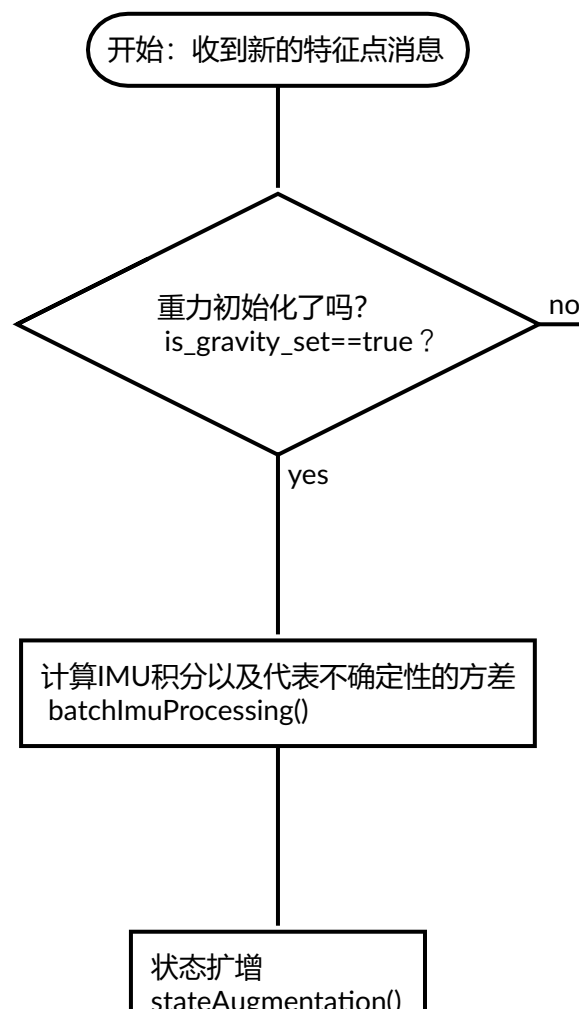 开始：收到新的特征点消息
重力初始化了吗？
is_gravity_set==true？
no
yes
计算IMU积分以及代表不确定性的方差
batchImuProcessing()
状态扩增
stateAugmentation()